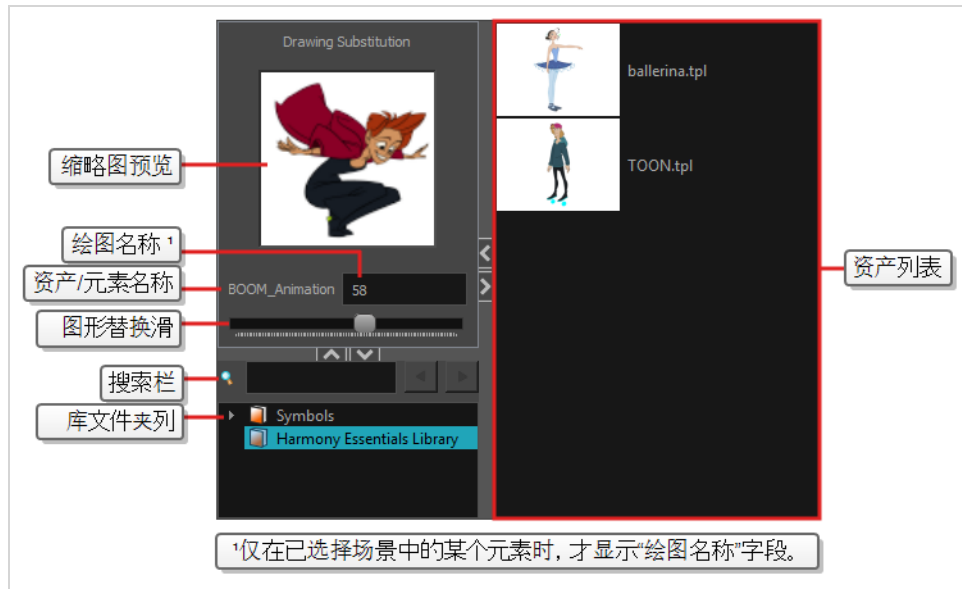 Drawing Substitution
ballerina.tpl
TOON.tpl
缩略图预览
绘图名称 ¹
资产/元素名称
BOOM_Animation 58
图形替换滑
搜索栏
库文件夹列
Symbols
Harmony Essentials Library
资产列表
¹仅在已选择场景中的某个元素时, 才显示“绘图名称”字段。